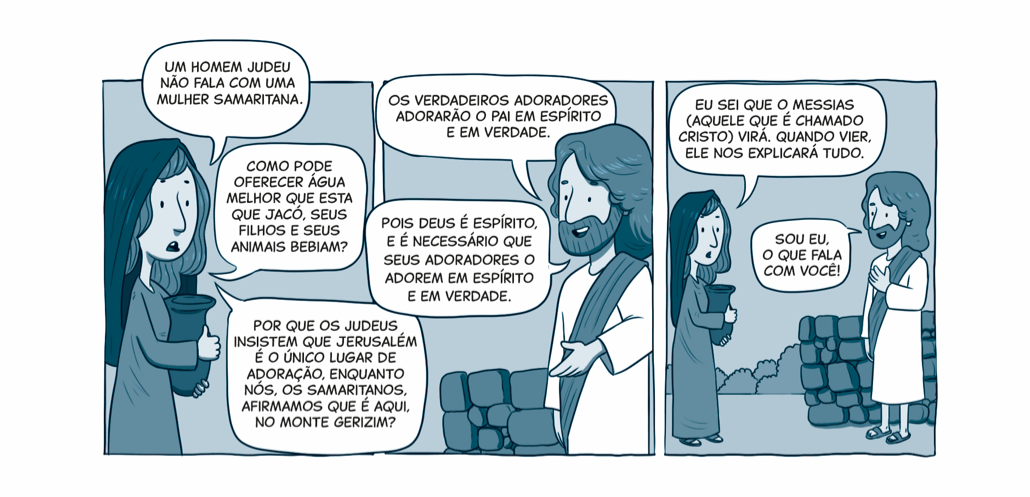 UM HOMEM JUDEU
NÃO FALA COM UMA
MULHER SAMARITANA.
COMO PODE
OFERECER ÁGUA
MELHOR QUE ESTA
QUE JACÓ, SEUS
FILHOS E SEUS
ANIMAIS BEBIAM?
POR QUE OS JUDEUS
INSISTEM QUE JERUSALÉM
É O ÚNICO LUGAR DE
ADORAÇÃO, ENQUANTO
NÓS, OS SAMARITANOS,
AFIRMAMOS QUE É AQUI,
NO MONTE GERIZIM?
OS VERDADEIROS ADORADORES
ADORARÃO O PAI EM ESPÍRITO
E EM VERDADE.
POIS DEUS É ESPÍRITO,
E É NECESSÁRIO QUE
SEUS ADORADORES O
ADOREM EM ESPÍRITO
E EM VERDADE.
EU SEI QUE O MESSIAS
(AQUELE QUE É CHAMADO
CRISTO) VIRÁ. QUANDO VIER,
ELE NOS EXPLICARÁ TUDO.
SOU EU,
O QUE FALA
COM VOCÊ!